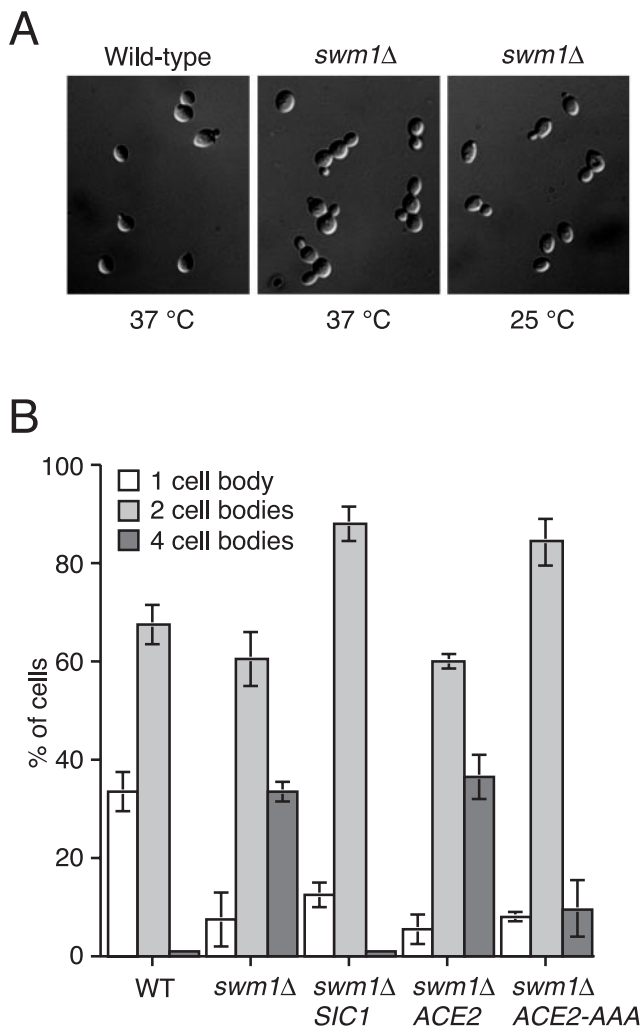 A
Wild-type swm1Δ swm1Δ
37 °C 37 °C 25 °C
B
100
80
60
40
20
0
% of cells
1 cell body
2 cell bodies
4 cell bodies
WT swm1Δ swm1Δ swm1Δ swm1Δ
SIC1 ACE2 ACE2-AAA